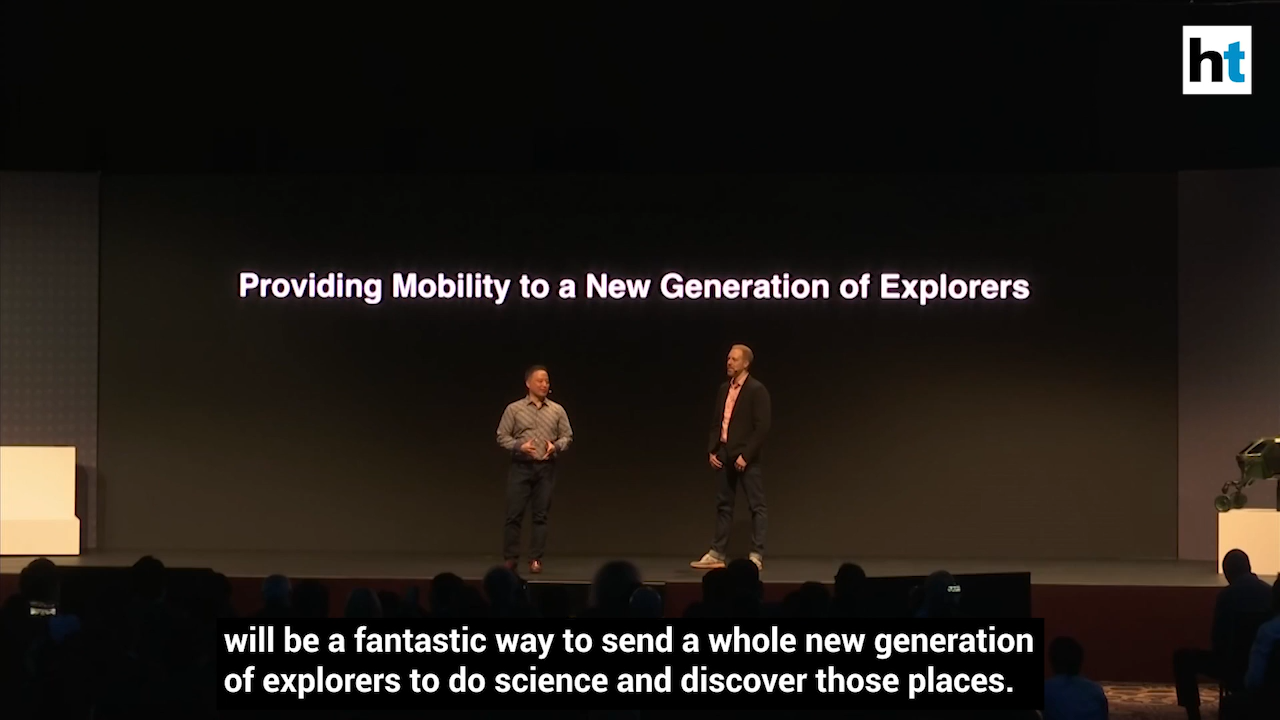 ht
Providing Mobility to a New Generation of Explorers
will be a fantastic way to send a whole new generation
of explorers to do science and discover those places.